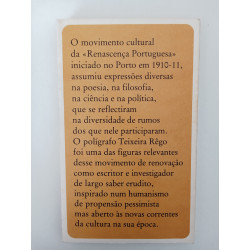 O movimento cultural
da «Renascença Portuguesa»
iniciado no Porto em 1910-11,
assumiu expressões diversas
na poesia, na filosofia,
na ciência e na política,
que se reflectiram
na diversidade de rumos
dos que nele participaram.
O polígrafo Teixeira Rêgo
foi uma das figuras relevantes
desse movimento de renovação
como escritor e investigador
de largo saber erudito,
inspirado num humanismo
de propensão pessimista
mas aberto às novas correntes
da cultura na sua época.